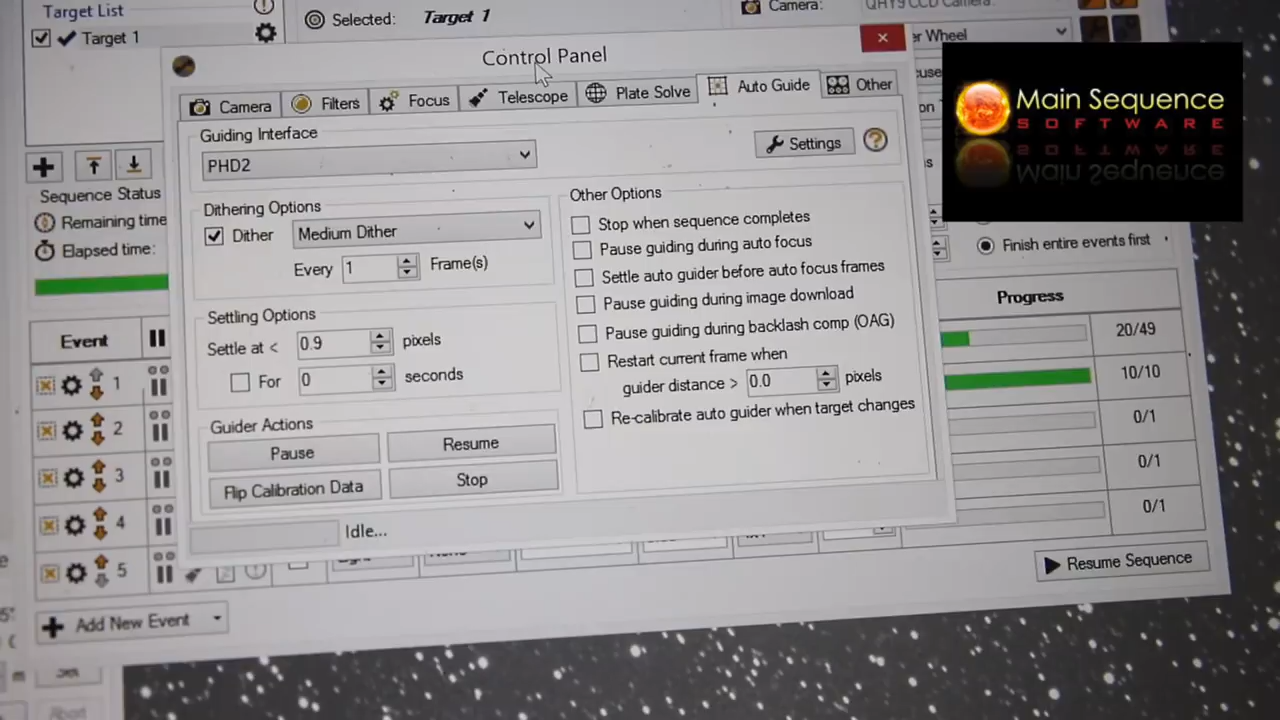 Target List
Target 1
Selected: Target 1
Camera: QHY9 CCD Camera
Wheel
Control Panel
Camera Filters Focus Telescope Plate Solve Auto Guide Other
Guiding Interface
PHD2
Settings
Dithering Options
Dither Medium Dither
Every 1 Frame(s)
Settling Options
Settle at < 0.9 pixels
For 0 seconds
Guider Actions
Pause Resume
Flip Calibration Data Stop
Idle...
Other Options
Stop when sequence completes
Pause guiding during auto focus
Settle auto guider before auto focus frames
Pause guiding during image download
Pause guiding during backlash comp (OAG)
Restart current frame when
guider distance > 0.0 pixels
Re-calibrate auto guider when target changes
Main Sequence
SOFTWARE
Sequence Status
Remaining time
Elapsed time:
Finish entire events first
Event
Progress
1 20/49
2 10/10
3 0/1
4 0/1
5 0/1
Add New Event
Resume Sequence